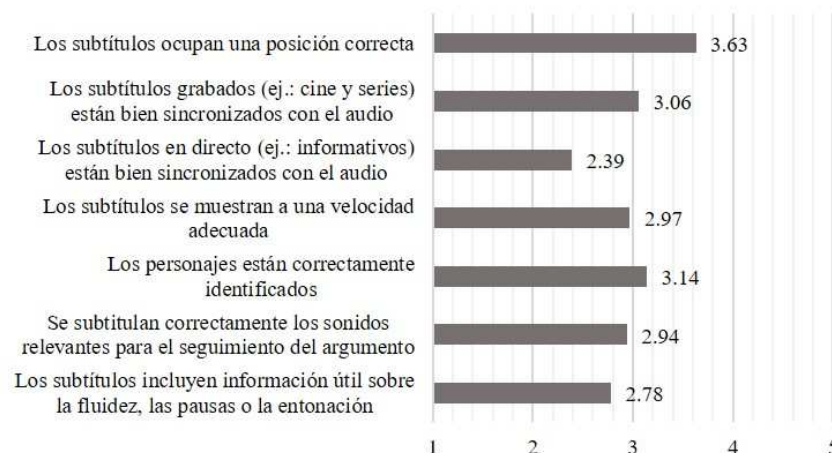 Los subtítulos ocupan una posición correcta
3.63
Los subtítulos grabados (ej.: cine y series)
están bien sincronizados con el audio
3.06
Los subtítulos en directo (ej.: informativos)
están bien sincronizados con el audio
2.39
Los subtítulos se muestran a una velocidad
adecuada
2.97
Los personajes están correctamente
identificados
3.14
Se subtitulan correctamente los sonidos
relevantes para el seguimiento del argumento
2.94
Los subtítulos incluyen información útil sobre
la fluidez, las pausas o la entonación
2.78
1 2 3 4 5